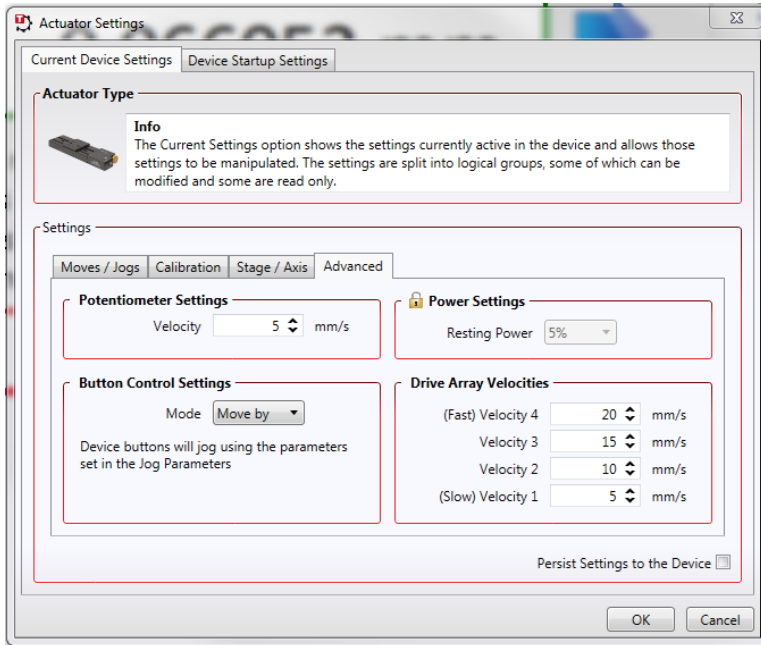 Actuator Settings
Current Device Settings
Device Startup Settings
Actuator Type
Info
The Current Settings option shows the settings currently active in the device and allows those
settings to be manipulated. The settings are split into logical groups, some of which can be
modified and some are read only.
Settings
Moves / Jogs
Calibration
Stage / Axis
Advanced
Potentiometer Settings
Velocity 5 mm/s
Power Settings
Resting Power 5%
Button Control Settings
Mode Move by
Device buttons will jog using the parameters
set in the Jog Parameters
Drive Array Velocities
(Fast) Velocity 4 20 mm/s
Velocity 3 15 mm/s
Velocity 2 10 mm/s
(Slow) Velocity 1 5 mm/s
Persist Settings to the Device
OK
Cancel